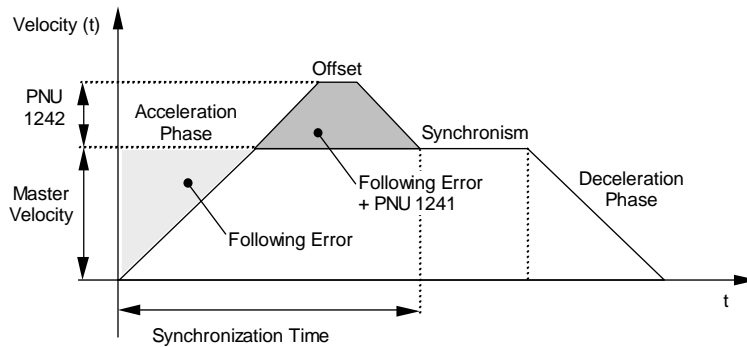 Velocity (t)
Offset
PNU
1242
Acceleration
Phase
Synchronism
Master
Velocity
Following Error
+ PNU 1241
Deceleration
Phase
Following Error
t
Synchronization Time